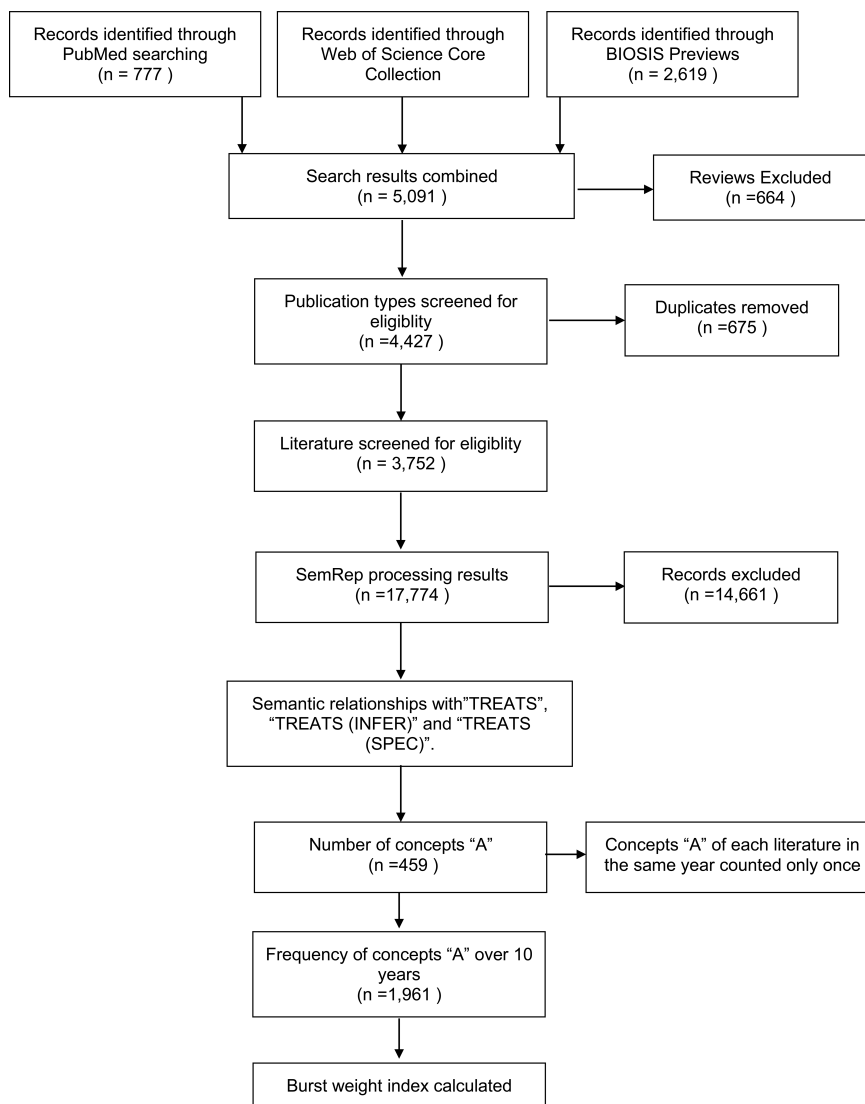 Records identified through
PubMed searching
(n = 777 )
Records identified through
Web of Science Core
Collection
Records identified through
BIOSIS Previews
(n = 2,619 )
Search results combined
(n = 5,091 )
Reviews Excluded
(n =664 )
Publication types screened for
eligiblity
(n =4,427 )
Duplicates removed
(n =675 )
Literature screened for eligiblity
(n = 3,752 )
SemRep processing results
(n =17,774 )
Records excluded
(n =14,661 )
Semantic relationships with”TREATS”,
“TREATS (INFER)” and “TREATS
(SPEC)”.
Number of concepts “A”
(n =459 )
Concepts “A” of each literature in
the same year counted only once
Frequency of concepts “A” over 10
years
(n =1,961 )
Burst weight index calculated